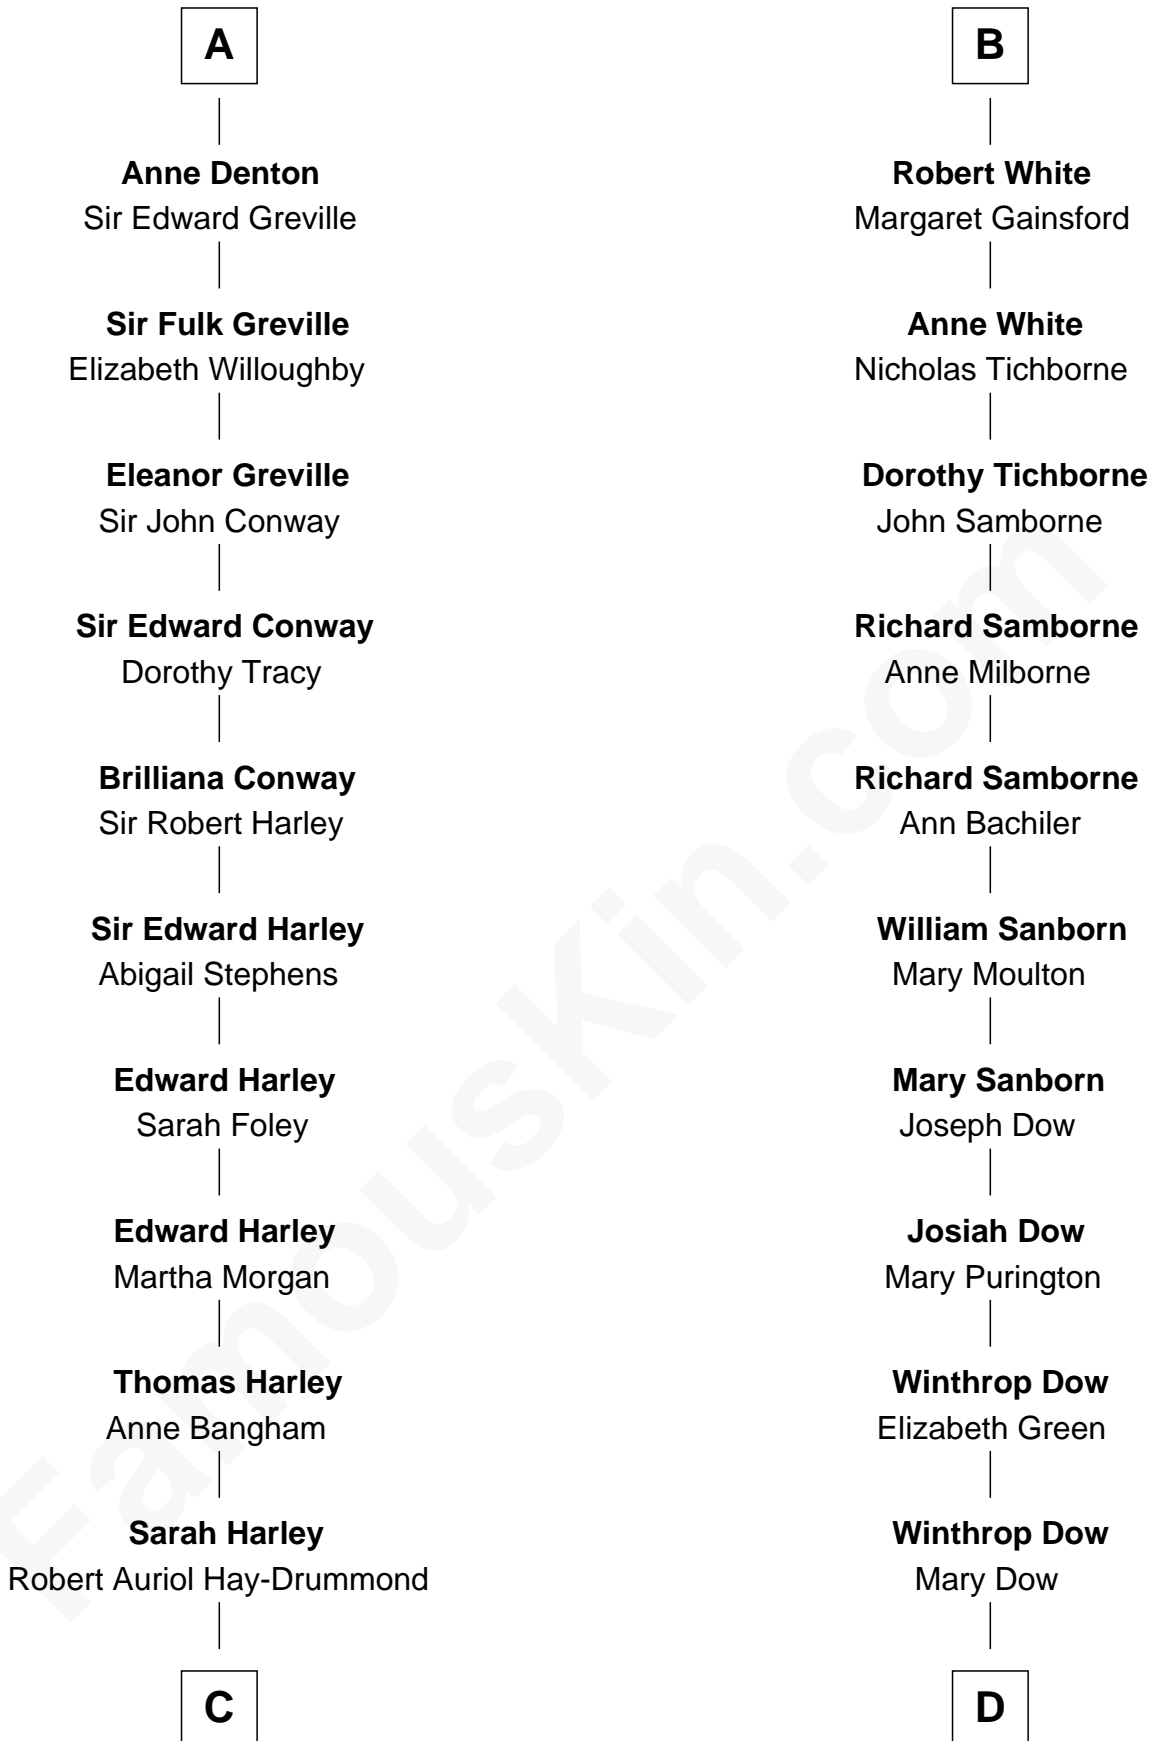 A
Anne Denton
Sir Edward Greville
Sir Fulk Greville
Elizabeth Willoughby
Eleanor Greville
Sir John Conway
Sir Edward Conway
Dorothy Tracy
Brilliana Conway
Sir Robert Harley
Sir Edward Harley
Abigail Stephens
Edward Harley
Sarah Foley
Edward Harley
Martha Morgan
Thomas Harley
Anne Bangham
Sarah Harley
Robert Auriol Hay-Drummond
C
B
Robert White
Margaret Gainsford
Anne White
Nicholas Tichborne
Dorothy Tichborne
John Samborne
Richard Samborne
Anne Milborne
Richard Samborne
Ann Bachiler
William Sanborn
Mary Moulton
Mary Sanborn
Joseph Dow
Josiah Dow
Mary Purington
Winthrop Dow
Elizabeth Green
Winthrop Dow
Mary Dow
D
FamousKin.com